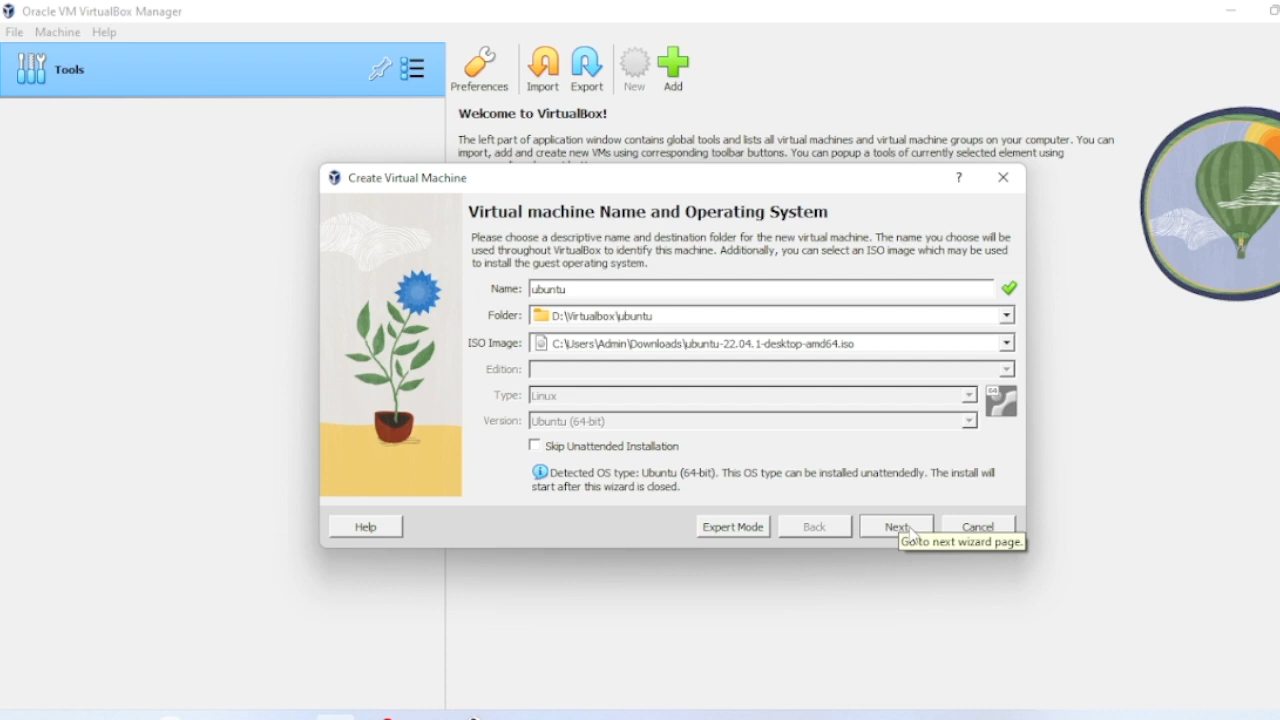 Oracle VM VirtualBox Manager
File Machine Help
Tools
Preferences Import Export New Add
Welcome to VirtualBox!
The left part of application window contains global tools and lists all virtual machines and virtual machine groups on your computer. You can
import, add and create new VMs using corresponding toolbar buttons. You can popup a tools of currently selected element using
Create Virtual Machine ?
Virtual machine Name and Operating System
Please choose a descriptive name and destination folder for the new virtual machine. The name you choose will be
used throughout VirtualBox to identify this machine. Additionally, you can select an ISO image which may be used
to install the guest operating system.
Name: ubuntu
Folder: D:\Virtualbox\ubuntu
ISO Image: C:\Users\Admin\Downloads\ubuntu-22.04.1-desktop-amd64.iso
Edition:
Type: Linux
64
Version: Ubuntu (64-bit)
Skip Unattended Installation
Detected OS type: Ubuntu (64-bit). This OS type can be installed unattendedly. The install will
start after this wizard is closed.
Help Expert Mode Back Next Cancel
Go to next wizard page.